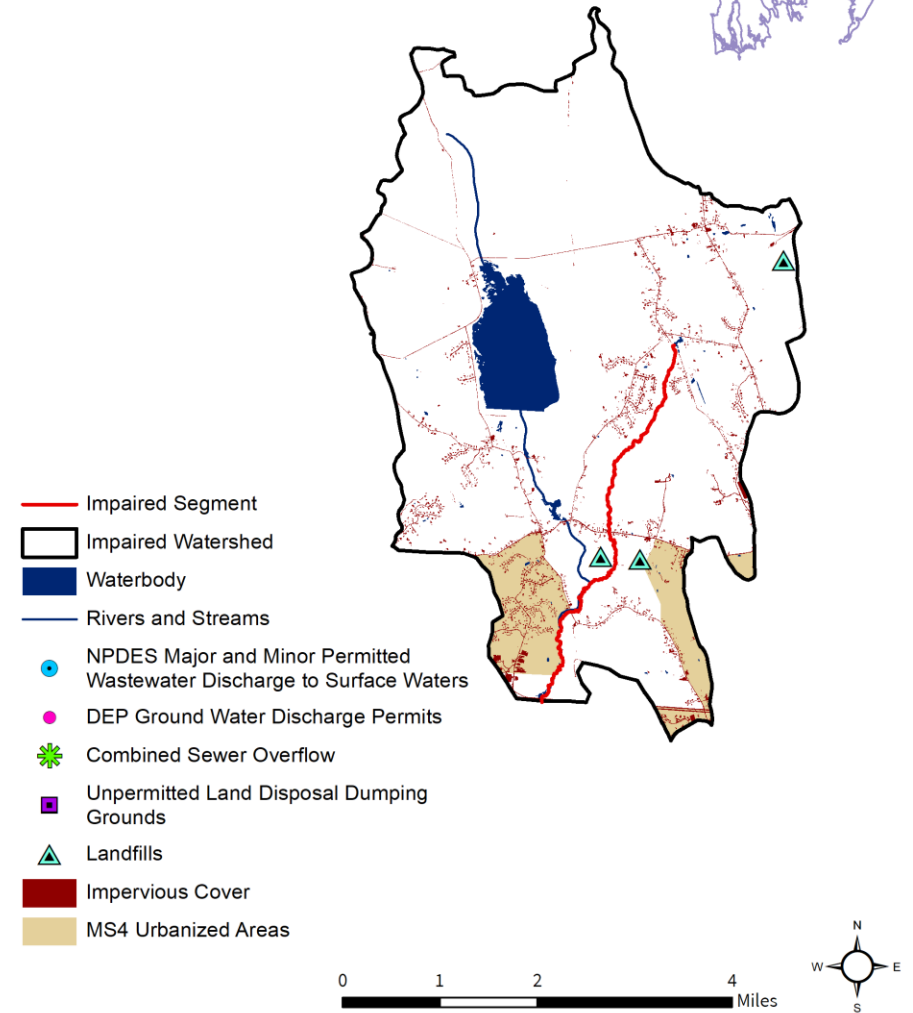 Impaired Segment
Impaired Watershed
Waterbody
Rivers and Streams
NPDES Major and Minor Permitted
Wastewater Discharge to Surface Waters
DEP Ground Water Discharge Permits
Combined Sewer Overflow
Unpermitted Land Disposal Dumping
Grounds
Landfills
Impervious Cover
MS4 Urbanized Areas
0 1 2 4
Miles
N
W E
S